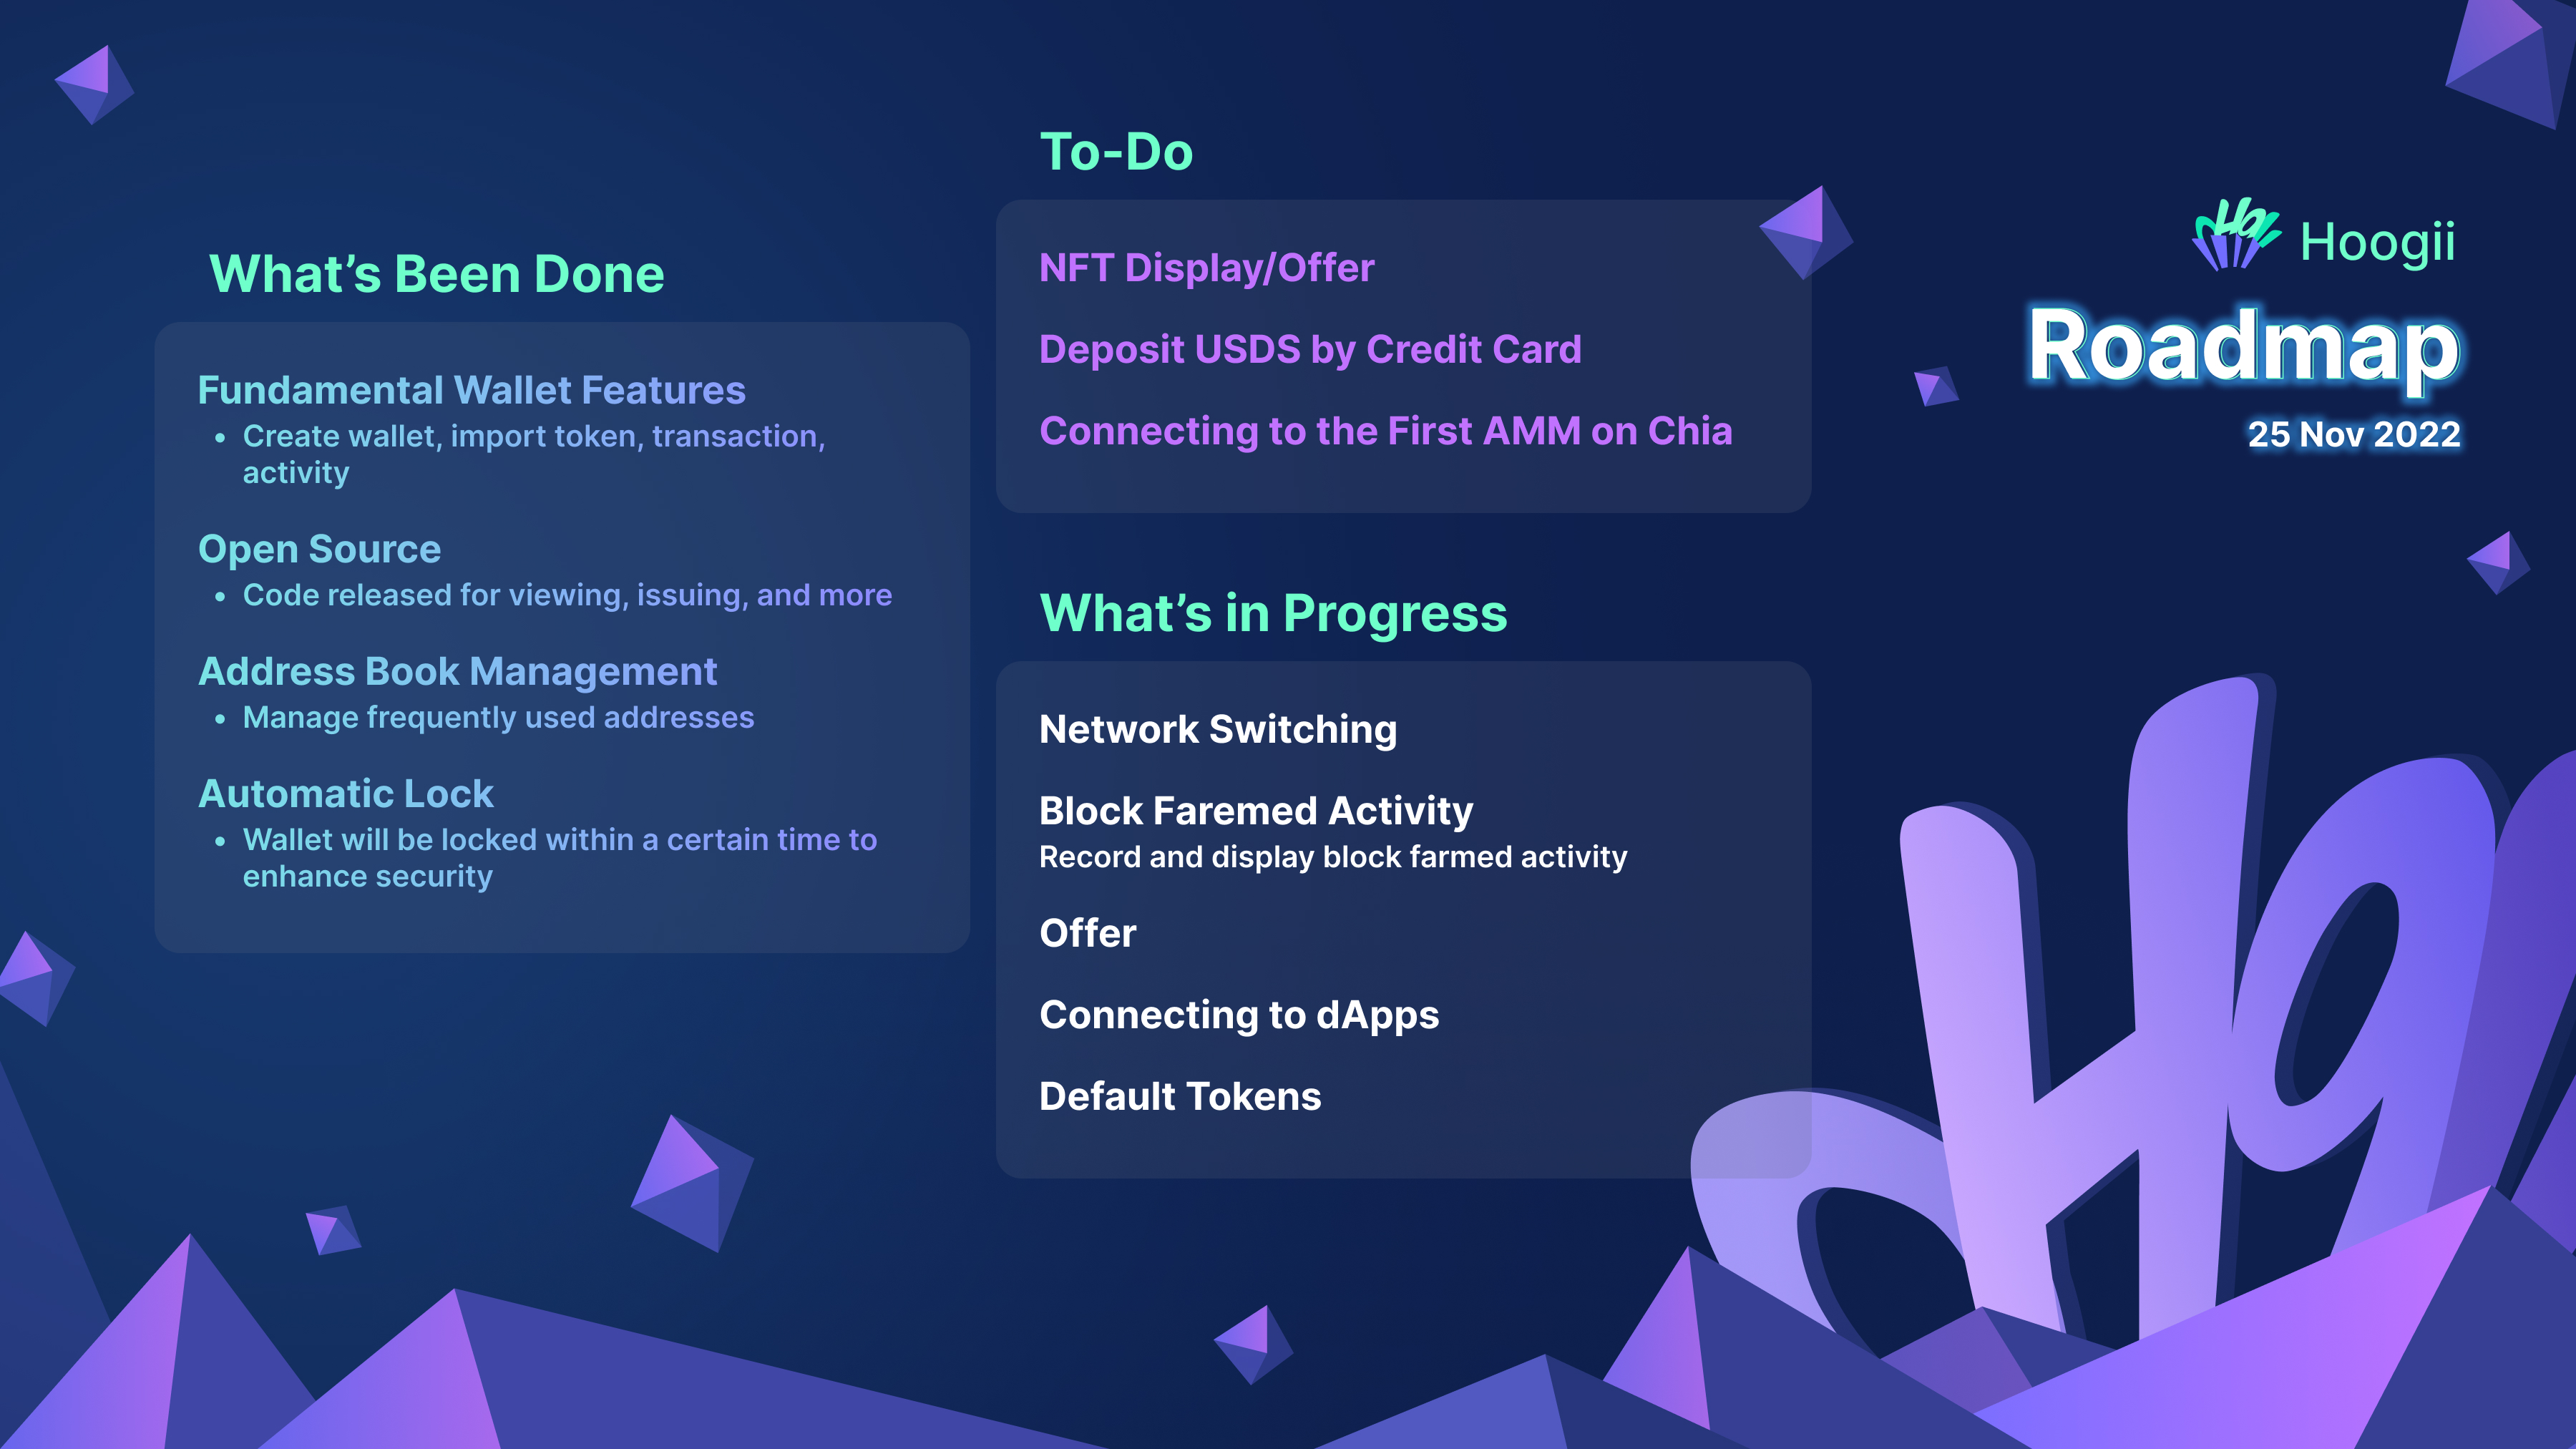 What’s Been Done
Fundamental Wallet Features
• Create wallet, import token, transaction,
activity
Open Source
• Code released for viewing, issuing, and more
Address Book Management
• Manage frequently used addresses
Automatic Lock
• Wallet will be locked within a certain time to
enhance security
To-Do
NFT Display/Offer
Deposit USDS by Credit Card
Connecting to the First AMM on Chia
What’s in Progress
Network Switching
Block Faremed Activity
Record and display block farmed activity
Offer
Connecting to dApps
Default Tokens
Hoogii
Roadmap
25 Nov 2022